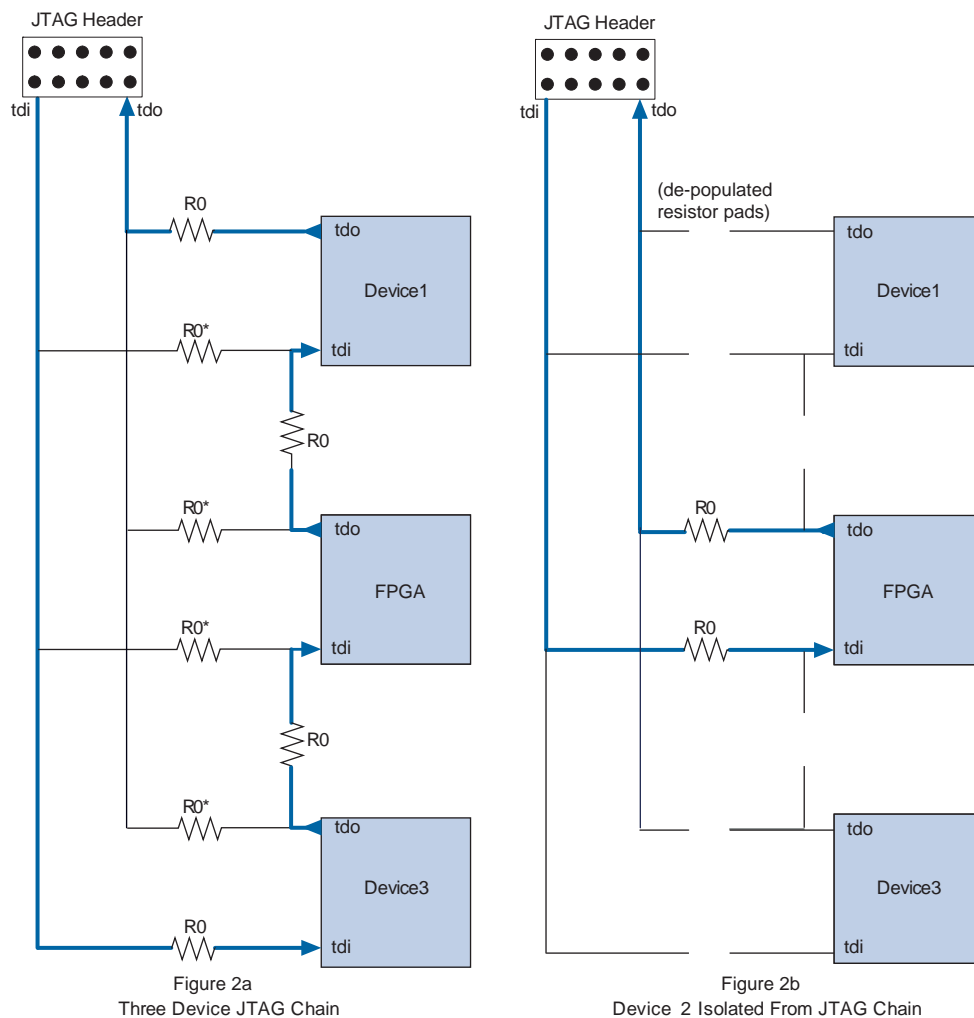 JTAG Header
tdi
tdo
R0
tdo
Device1
R0*
tdi
R0
R0*
tdo
FPGA
R0*
tdi
R0
R0*
tdo
Device3
R0
tdi
Figure 2a
Three Device JTAG Chain
JTAG Header
tdi
tdo
(de-populated
resistor pads)
tdo
Device1
tdi
R0
tdo
FPGA
R0
tdi
tdo
Device3
tdi
Figure 2b
Device 2 Isolated From JTAG Chain